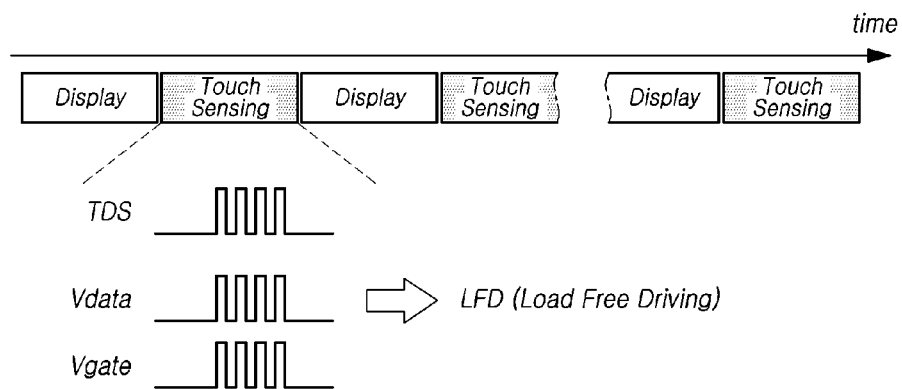 time
Display
Touch
Sensing
Display
Touch
Sensing
Display
Touch
Sensing
TDS
Vdata
LFD (Load Free Driving)
Vgate